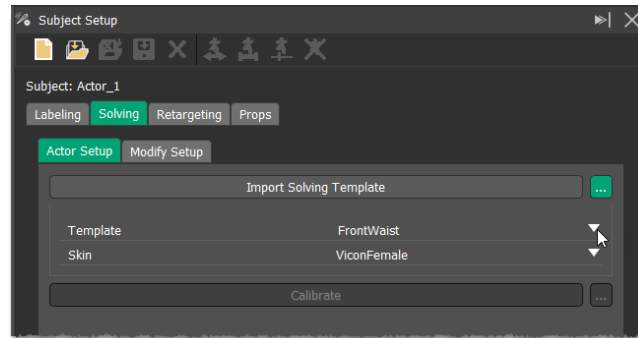 Subject Setup
Subject: Actor_1
Labeling Solving Retargeting Props
Actor Setup Modify Setup
Import Solving Template ...
Template FrontWaist
Skin ViconFemale
Calibrate ...